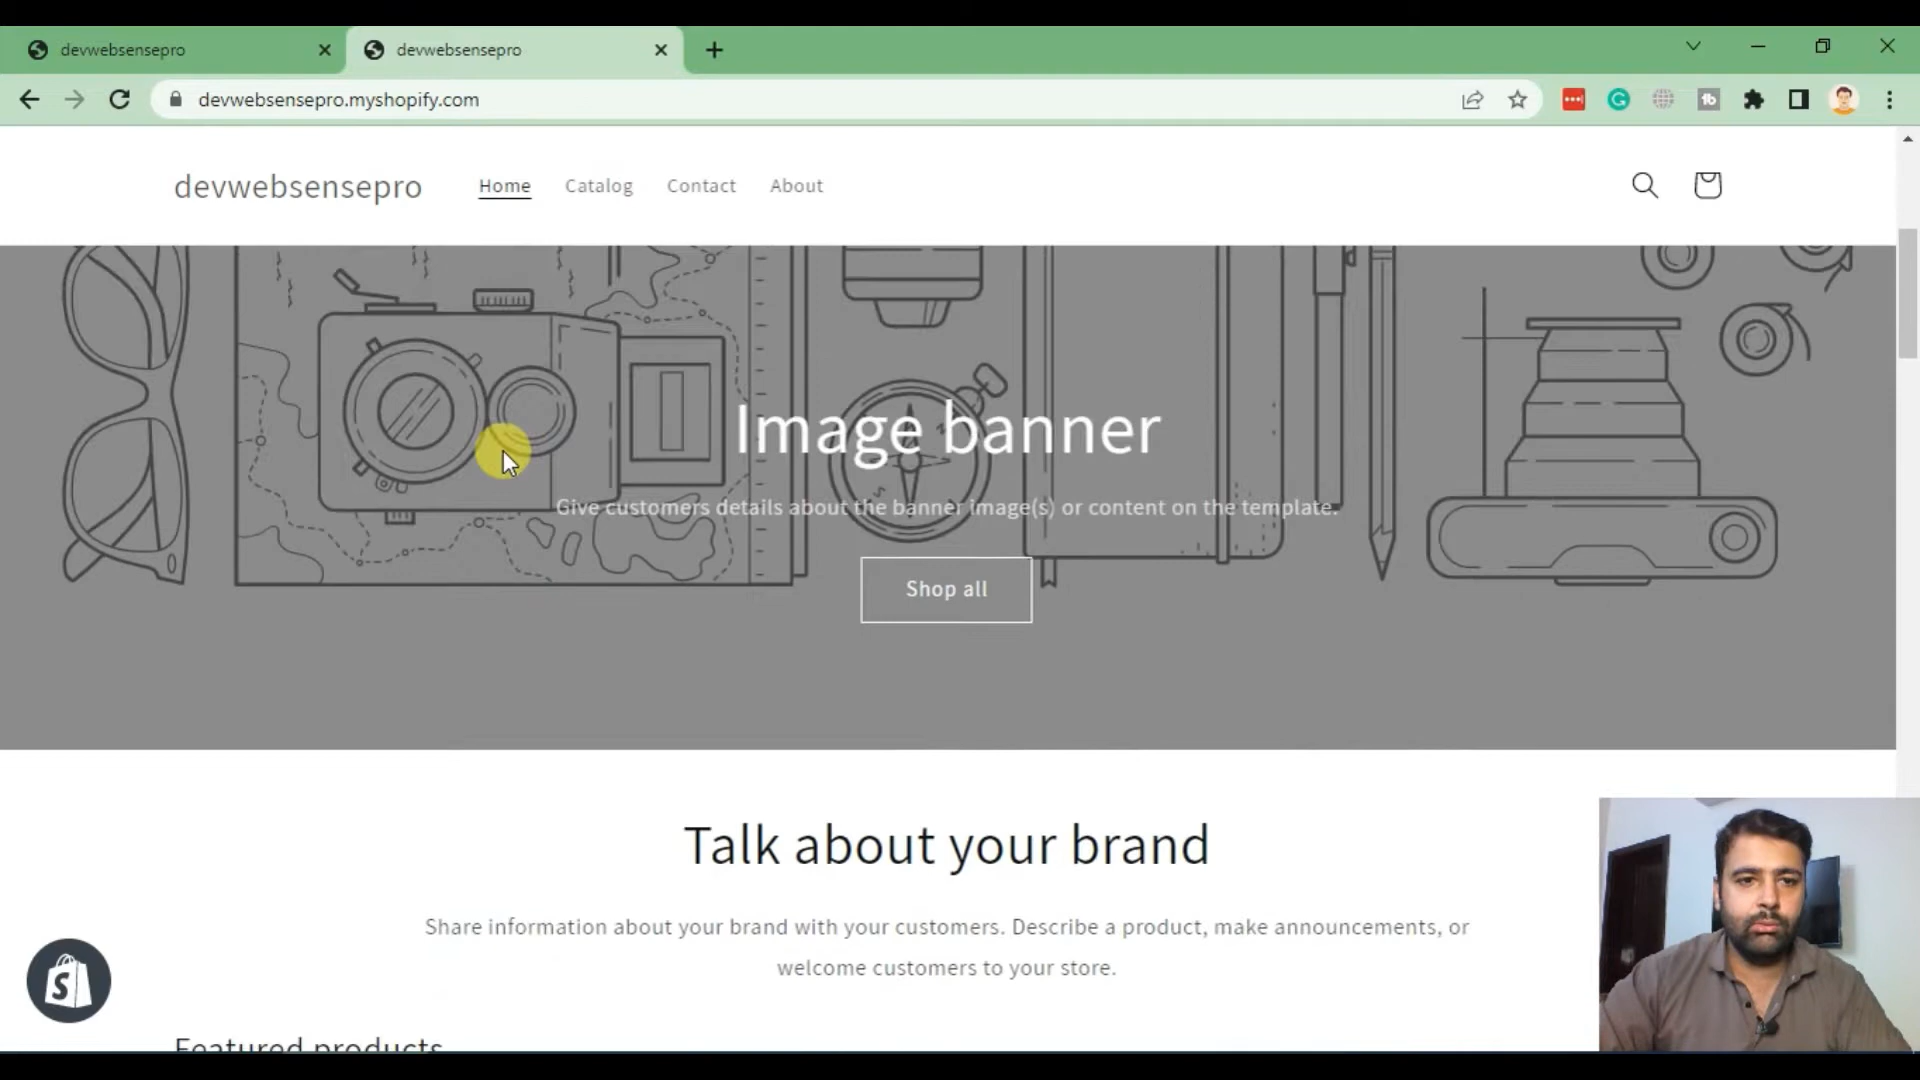 devwebsensepro
devwebsensepro
devwebsensepro.myshopify.com
devwebsensepro
Home
Catalog
Contact
About
Image banner
Give customers details about the banner image(s) or content on the template.
Shop all
Talk about your brand
Share information about your brand with your customers. Describe a product, make announcements, or
welcome customers to your store.
Featured products